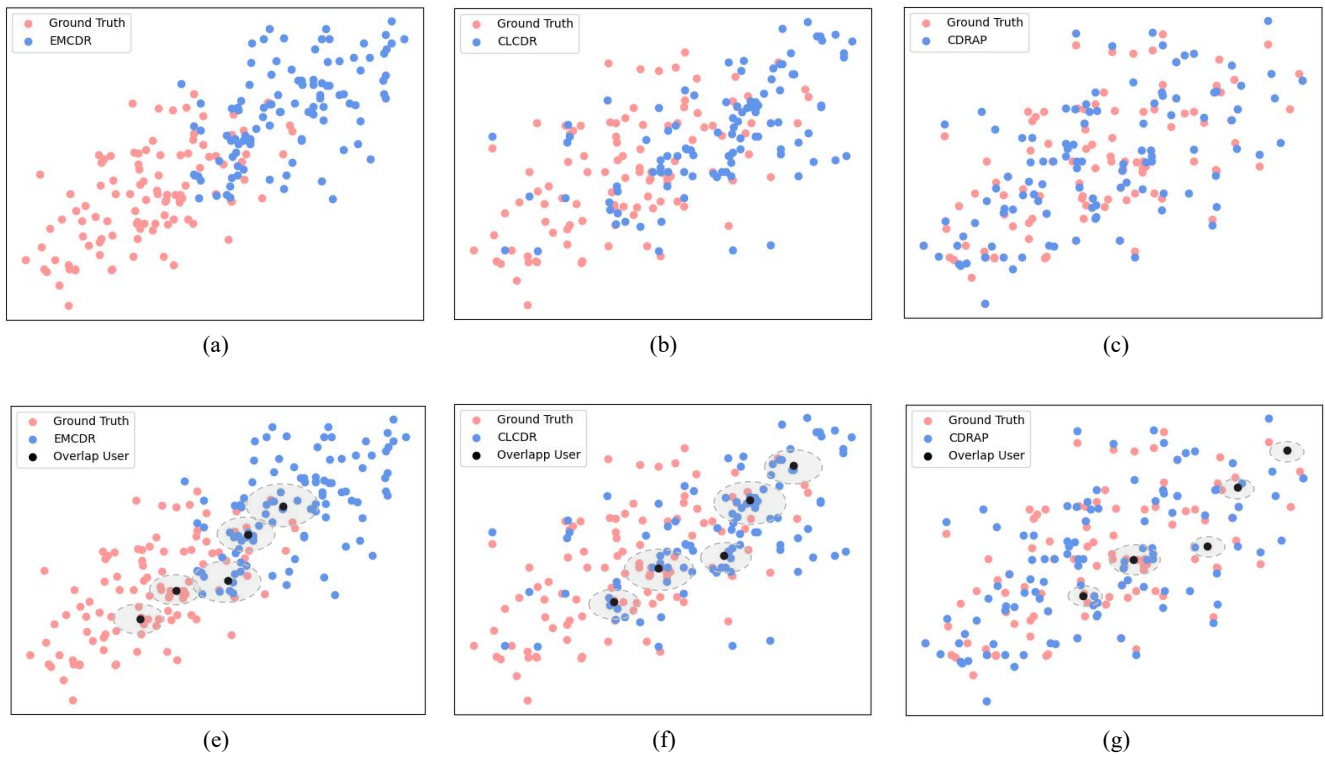 Ground Truth
EMCDR
Ground Truth
CLCDR
Ground Truth
CDRAP
(a)
(b)
(c)
Ground Truth
EMCDR
Overlap User
Ground Truth
CLCDR
Overlapp User
Ground Truth
CDRAP
Overlap User
(e)
(f)
(g)